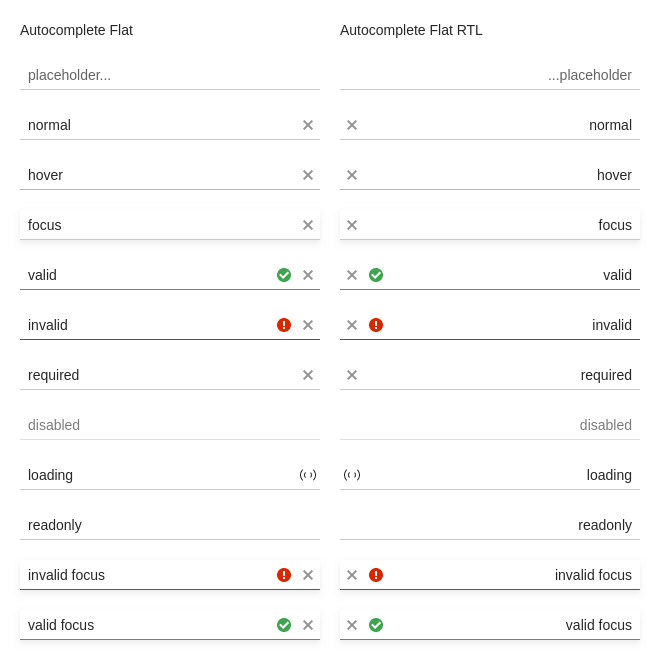 Autocomplete Flat
placeholder...
normal
hover
focus
valid
invalid
required
disabled
loading
readonly
invalid focus
valid focus
Autocomplete Flat RTL
...placeholder
normal
hover
focus
valid
invalid
required
disabled
loading
readonly
invalid focus
valid focus